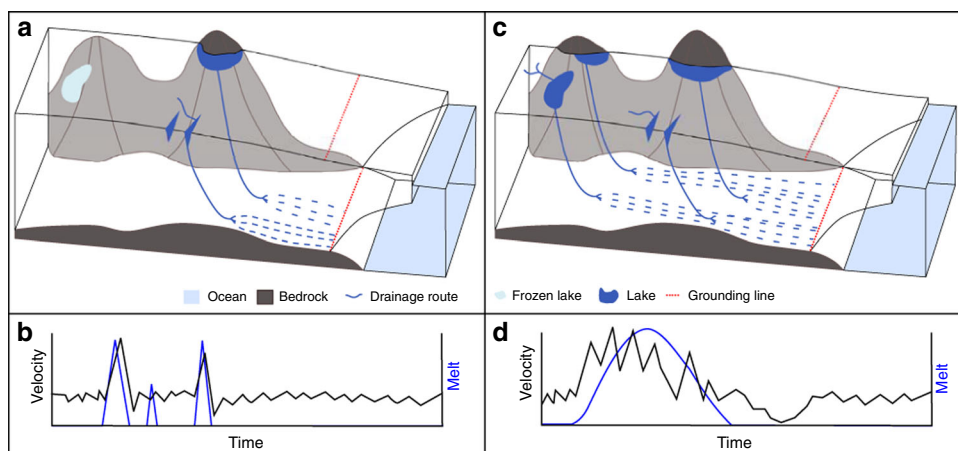 a
c
Ocean
Bedrock
Drainage route
Frozen lake
Lake
Grounding line
b
Velocity
Melt
Time
d
Velocity
Melt
Time